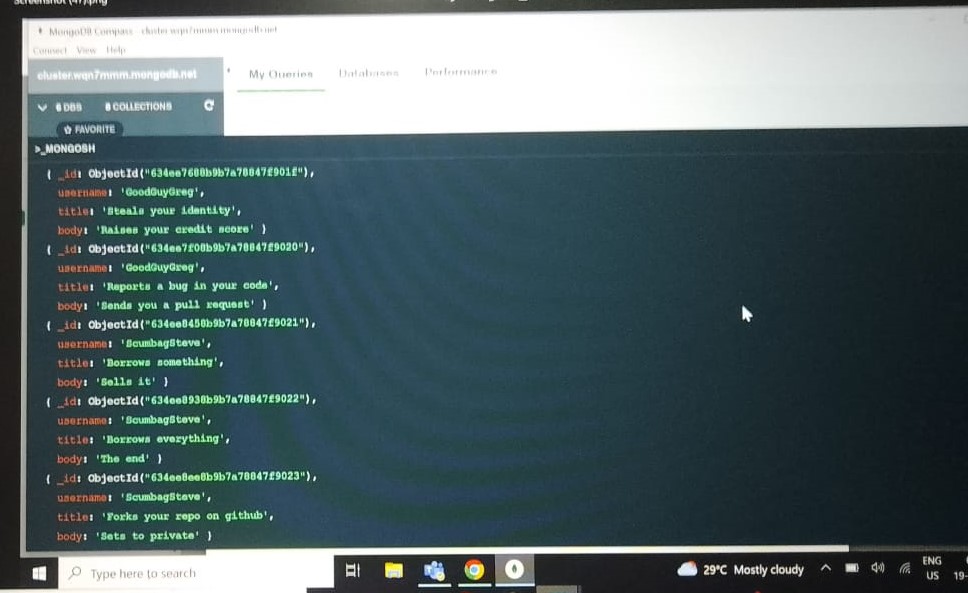 Screenshot (47).png
MongoDB Compass - cluster.wqn7mmm.mongodb.net
Connect View Help
cluster.wqn7mmm.mongodb.net
My Queries Databases Performance
6 DBS 8 COLLECTIONS
FAVORITE
>_MONGOSH
{ _id: ObjectId("634ee7608b9b7a78847f901f"),
username: 'GoodGuyGreg',
title: 'Steals your identity',
body: 'Raises your credit score' }
{ _id: ObjectId("634ee7f08b9b7a78847f9020"),
username: 'GoodGuyGreg',
title: 'Reports a bug in your code',
body: 'Sends you a pull request' }
{ _id: ObjectId("634ee8458b9b7a78847f9021"),
username: 'ScumbagSteve',
title: 'Borrows something',
body: 'Sells it' }
{ _id: ObjectId("634ee8938b9b7a78847f9022"),
username: 'ScumbagSteve',
title: 'Borrows everything',
body: 'The end' }
{ _id: ObjectId("634ee8ee8b9b7a78847f9023"),
username: 'ScumbagSteve',
title: 'Forks your repo on github',
body: 'Sets to private' }
Type here to search
29°C Mostly cloudy
ENG
US 19-